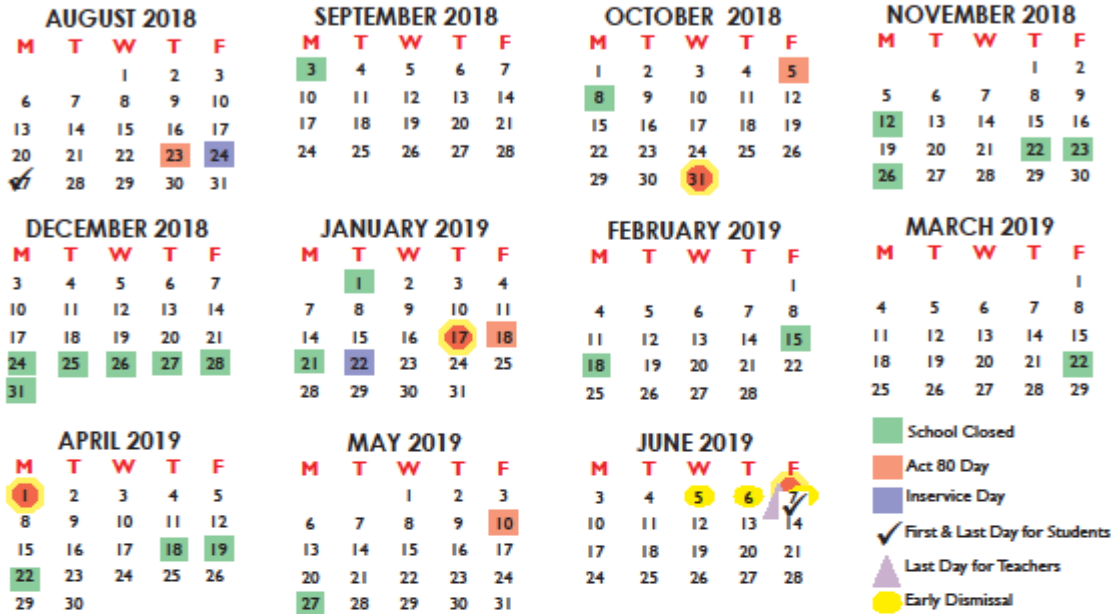 AUGUST 2018
M T W T F
1 2 3
6 7 8 9 10
13 14 15 16 17
20 21 22 23 24
27 28 29 30 31
SEPTEMBER 2018
M T W T F
3 4 5 6 7
10 11 12 13 14
17 18 19 20 21
24 25 26 27 28
OCTOBER 2018
M T W T F
1 2 3 4 5
8 9 10 11 12
15 16 17 18 19
22 23 24 25 26
29 30 31
NOVEMBER 2018
M T W T F
1 2
5 6 7 8 9
12 13 14 15 16
19 20 21 22 23
26 27 28 29 30
DECEMBER 2018
M T W T F
3 4 5 6 7
10 11 12 13 14
17 18 19 20 21
24 25 26 27 28
31
JANUARY 2019
M T W T F
1 2 3 4
7 8 9 10 11
14 15 16 17 18
21 22 23 24 25
28 29 30 31
FEBRUARY 2019
M T W T F
1
4 5 6 7 8
11 12 13 14 15
18 19 20 21 22
25 26 27 28
MARCH 2019
M T W T F
1
4 5 6 7 8
11 12 13 14 15
18 19 20 21 22
25 26 27 28 29
APRIL 2019
M T W T F
1 2 3 4 5
8 9 10 11 12
15 16 17 18 19
22 23 24 25 26
29 30
MAY 2019
M T W T F
1 2 3
6 7 8 9 10
13 14 15 16 17
20 21 22 23 24
27 28 29 30 31
JUNE 2019
M T W T F
3 4 5 6 7
10 11 12 13 14
17 18 19 20 21
24 25 26 27 28
School Closed
Act 80 Day
Inservice Day
First & Last Day for Students
Last Day for Teachers
Early Dismissal